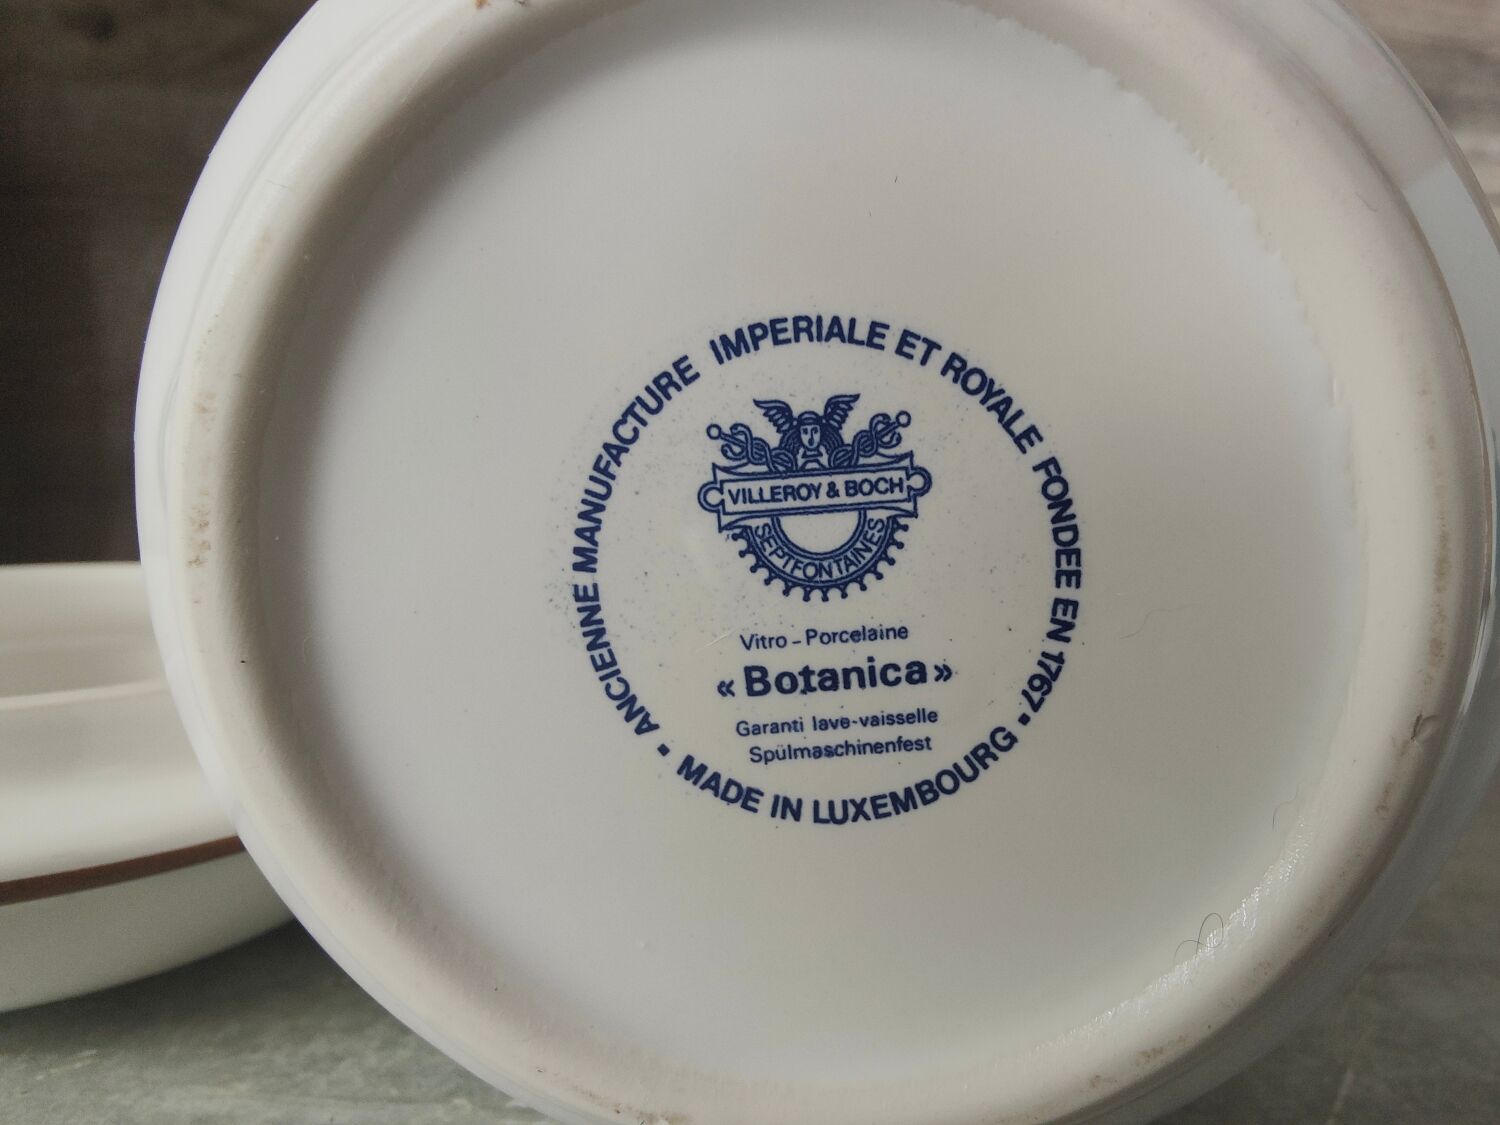 ANCIENNE MANUFACTURE IMPERIALE ET ROYALE FONDEE EN 1767 ▪
VILLEROY & BOCH
SEPTFONTAINES
Vitro - Porcelaine
« Botanica »
Garanti lave-vaisselle
Spülmaschinenfest
▪ MADE IN LUXEMBOURG